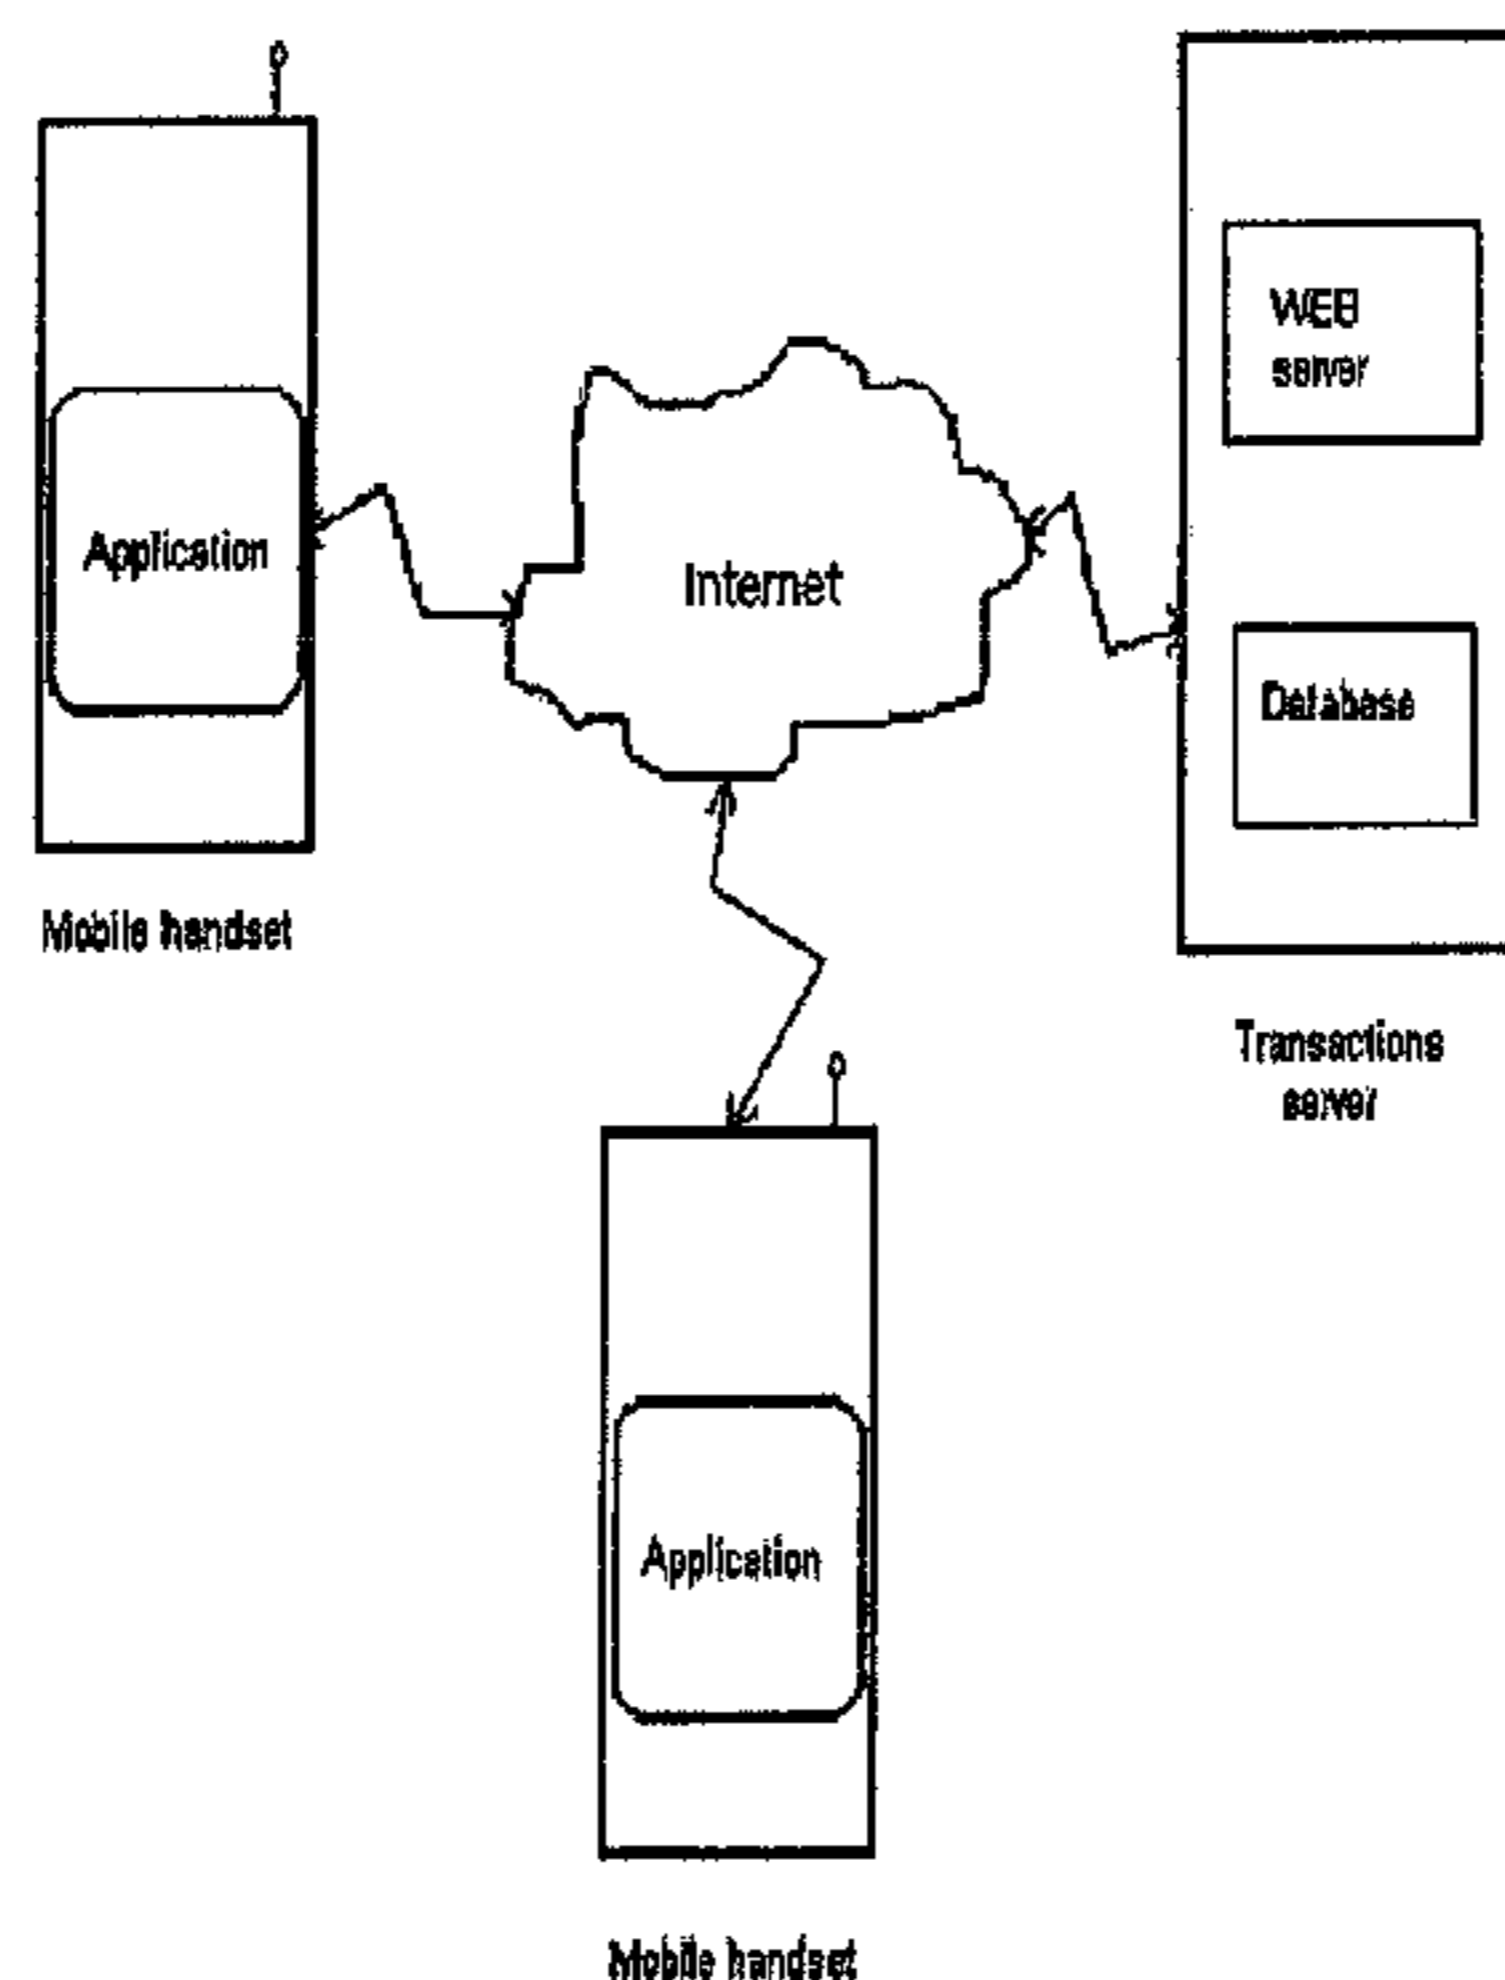 WEB
server
Application
Internet
Database
Mobile handset
Transactions
server
Application
Mobile handset